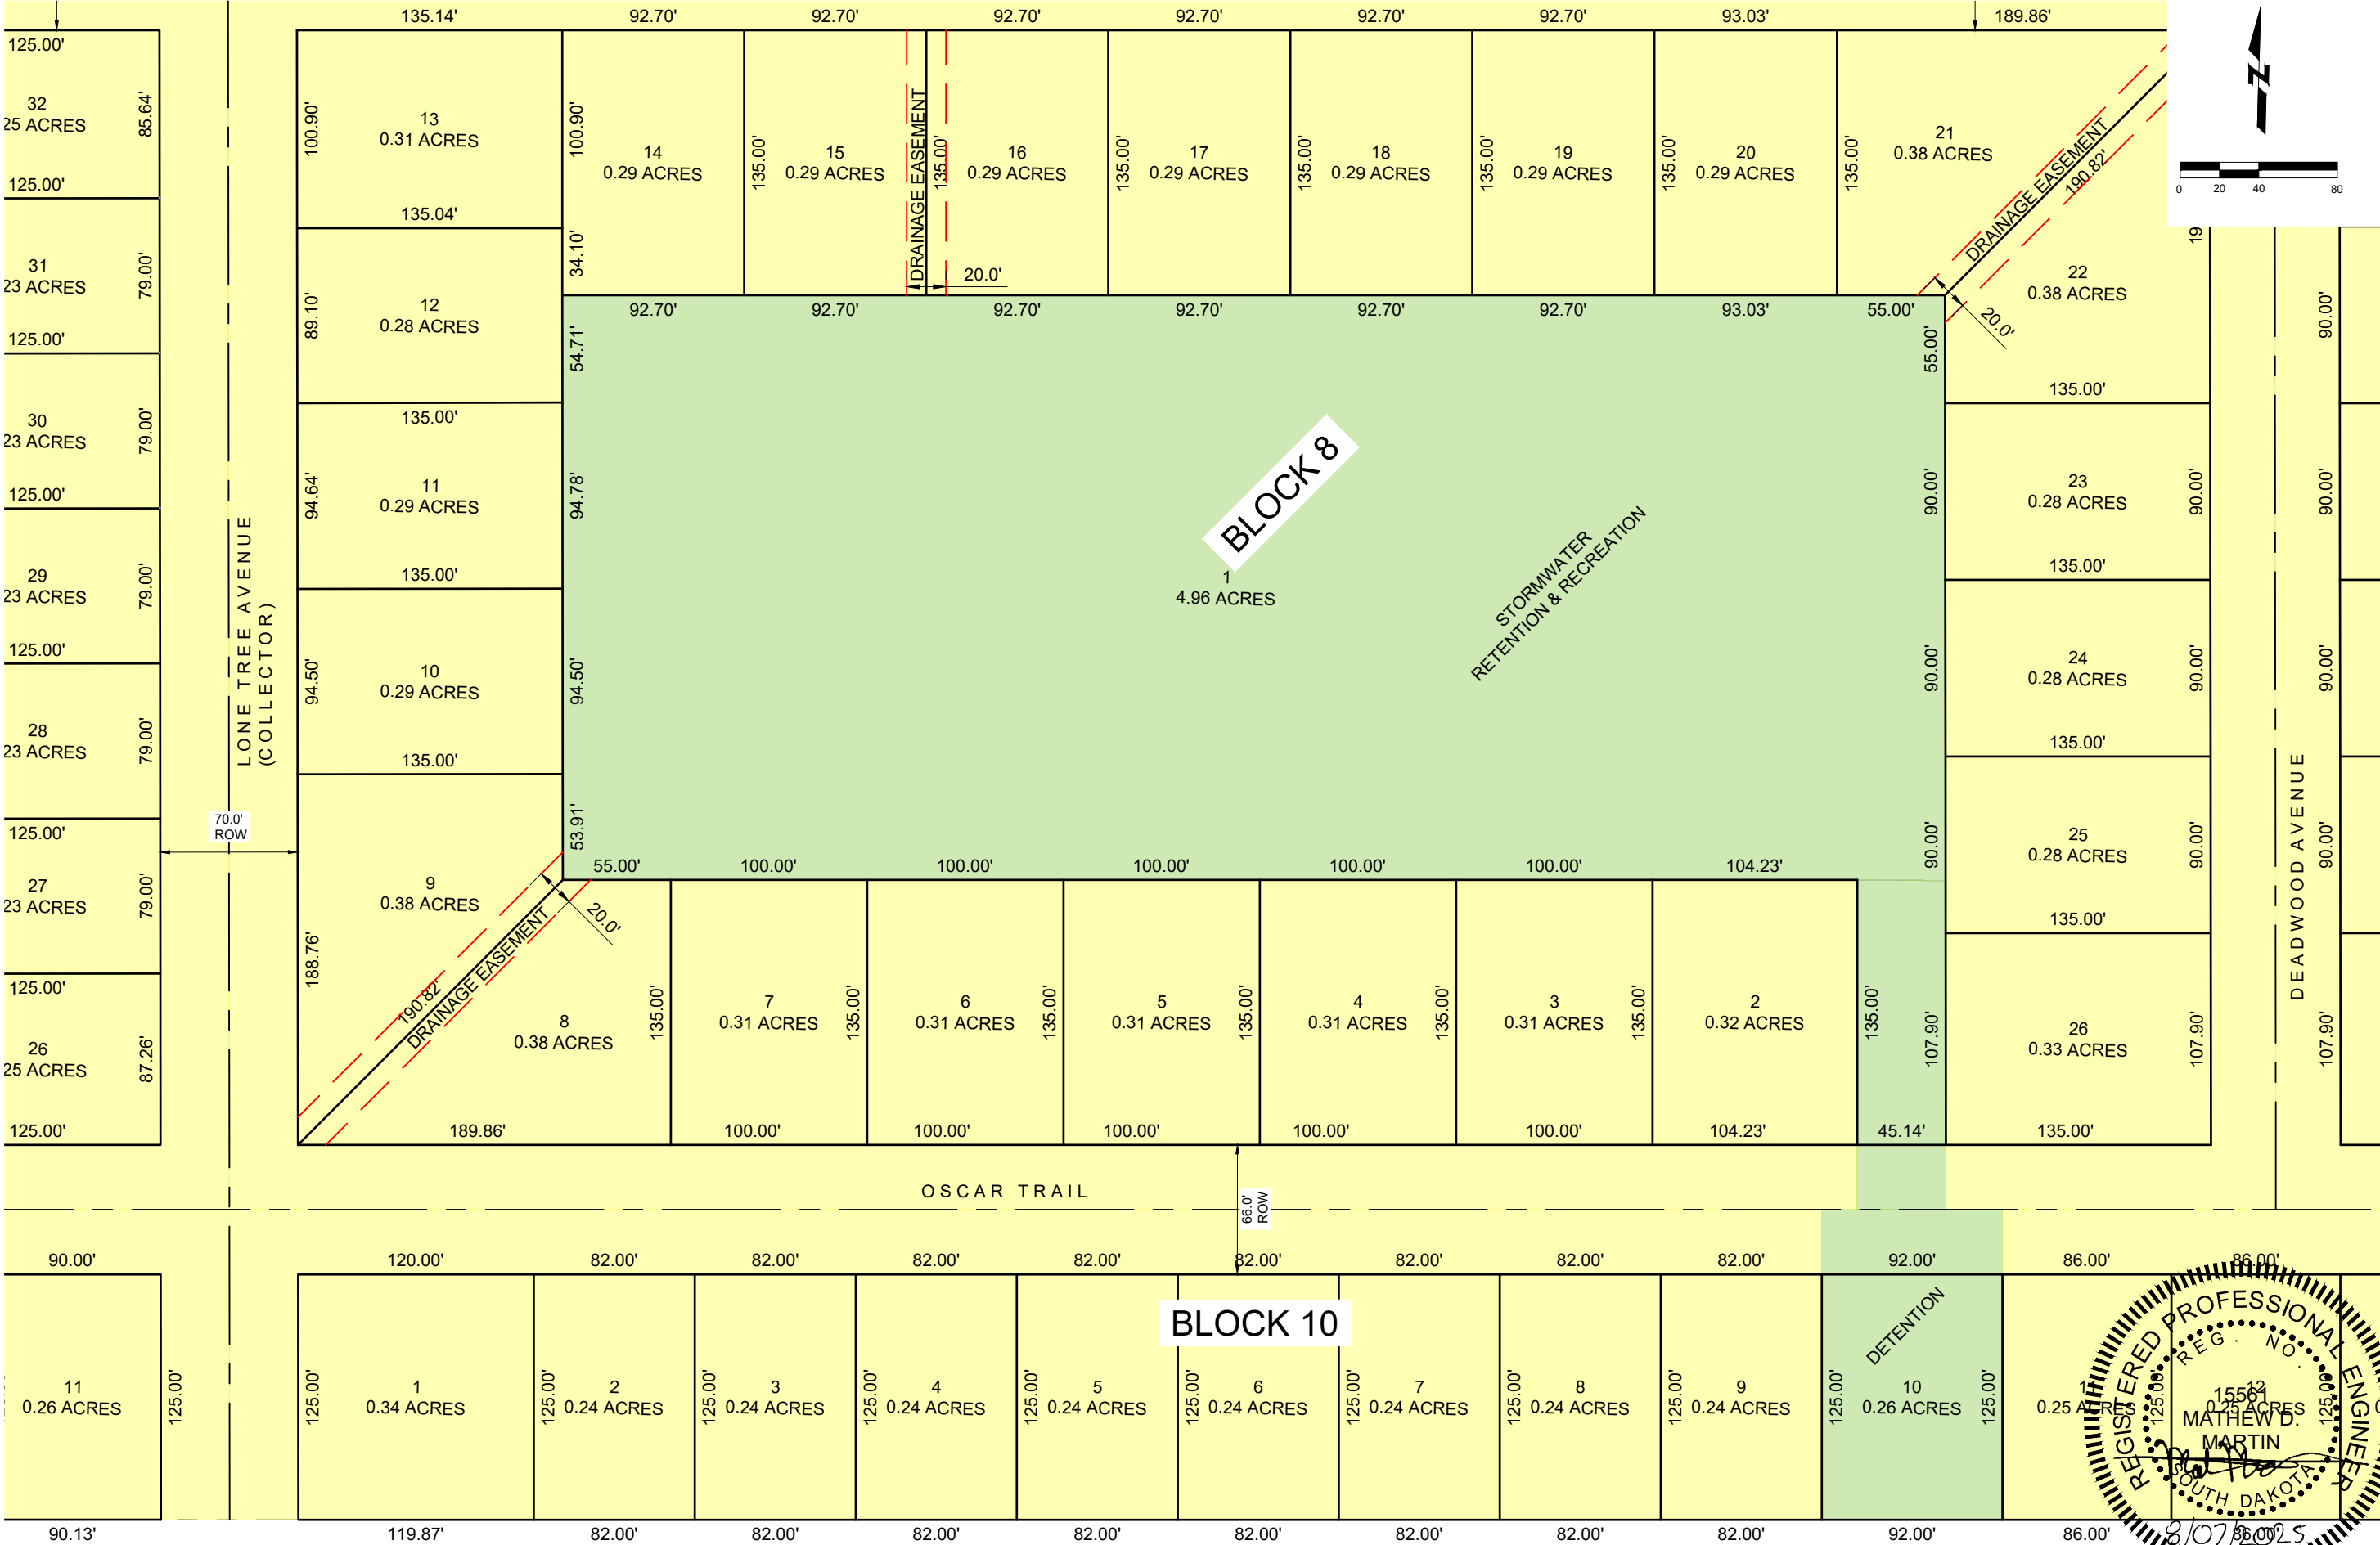 135.14'
92.70'
92.70'
92.70'
92.70'
92.70'
92.70'
93.03'
189.86'
125.00'
32
25 ACRES
85.64'
125.00'
100.90'
13
0.31 ACRES
100.90'
135.04'
34.10'
14
0.29 ACRES
135.00'
15
0.29 ACRES
DRAINAGE EASEMENT
135.00'
20.0'
16
0.29 ACRES
135.00'
17
0.29 ACRES
135.00'
18
0.29 ACRES
135.00'
19
0.29 ACRES
135.00'
20
0.29 ACRES
135.00'
21
0.38 ACRES
DRAINAGE EASEMENT
190.82'
20.0'
N
0 20 40 80
19
22
0.38 ACRES
135.00'
31
23 ACRES
79.00'
125.00'
89.10'
12
0.28 ACRES
135.00'
92.70'
92.70'
92.70'
92.70'
92.70'
92.70'
93.03'
55.00'
54.71'
55.00'
90.00'
30
23 ACRES
79.00'
125.00'
94.64'
11
0.29 ACRES
94.78'
135.00'
BLOCK 8
1
4.96 ACRES
STORMWATER
RETENTION & RECREATION
90.00'
23
0.28 ACRES
90.00'
90.00'
135.00'
29
23 ACRES
79.00'
125.00'
LONE TREE AVENUE
(COLLECTOR)
94.50'
10
0.29 ACRES
94.50'
135.00'
90.00'
24
0.28 ACRES
90.00'
90.00'
135.00'
28
23 ACRES
79.00'
125.00'
70.0'
ROW
53.91'
90.00'
25
0.28 ACRES
90.00'
90.00'
135.00'
DEADWOOD AVENUE
27
23 ACRES
79.00'
125.00'
188.76'
9
0.38 ACRES
20.0'
190.82'
DRAINAGE EASEMENT
55.00'
100.00'
100.00'
100.00'
100.00'
100.00'
104.23'
26
25 ACRES
87.26'
125.00'
8
0.38 ACRES
135.00'
7
0.31 ACRES
135.00'
6
0.31 ACRES
135.00'
5
0.31 ACRES
135.00'
4
0.31 ACRES
135.00'
3
0.31 ACRES
135.00'
2
0.32 ACRES
135.00'
107.90'
26
0.33 ACRES
107.90'
107.90'
189.86'
100.00'
100.00'
100.00'
100.00'
100.00'
104.23'
45.14'
135.00'
OSCAR TRAIL
66.0'
ROW
90.00'
120.00'
82.00'
82.00'
82.00'
82.00'
82.00'
82.00'
82.00'
82.00'
92.00'
86.00'
86.00'
BLOCK 10
DETENTION
11
0.26 ACRES
125.00'
125.00'
1
0.34 ACRES
125.00'
2
0.24 ACRES
125.00'
3
0.24 ACRES
125.00'
4
0.24 ACRES
125.00'
5
0.24 ACRES
125.00'
6
0.24 ACRES
125.00'
7
0.24 ACRES
125.00'
8
0.24 ACRES
125.00'
9
0.24 ACRES
125.00'
10
0.26 ACRES
125.00'
11
0.25 ACRES
125.00'
12
0.25 ACRES
125.00'
REGISTERED PROFESSIONAL ENGINEER
REG. NO.
15561
MATHEW D.
MARTIN
SOUTH DAKOTA
90.13'
119.87'
82.00'
82.00'
82.00'
82.00'
82.00'
82.00'
82.00'
82.00'
92.00'
86.00'
86.00'